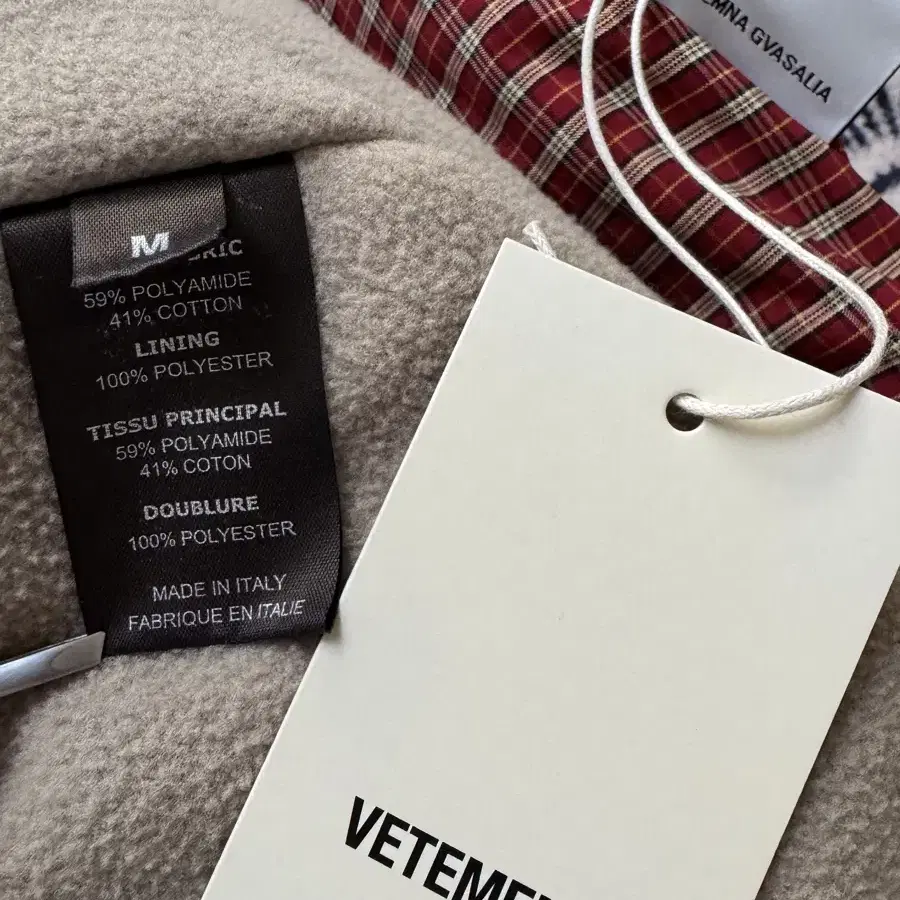 M
59% POLYAMIDE
41% COTTON
LINING
100% POLYESTER
TISSU PRINCIPAL
59% POLYAMIDE
41% COTON
DOUBLURE
100% POLYESTER
MADE IN ITALY
FABRIQUE EN ITALIE
GVASALIA